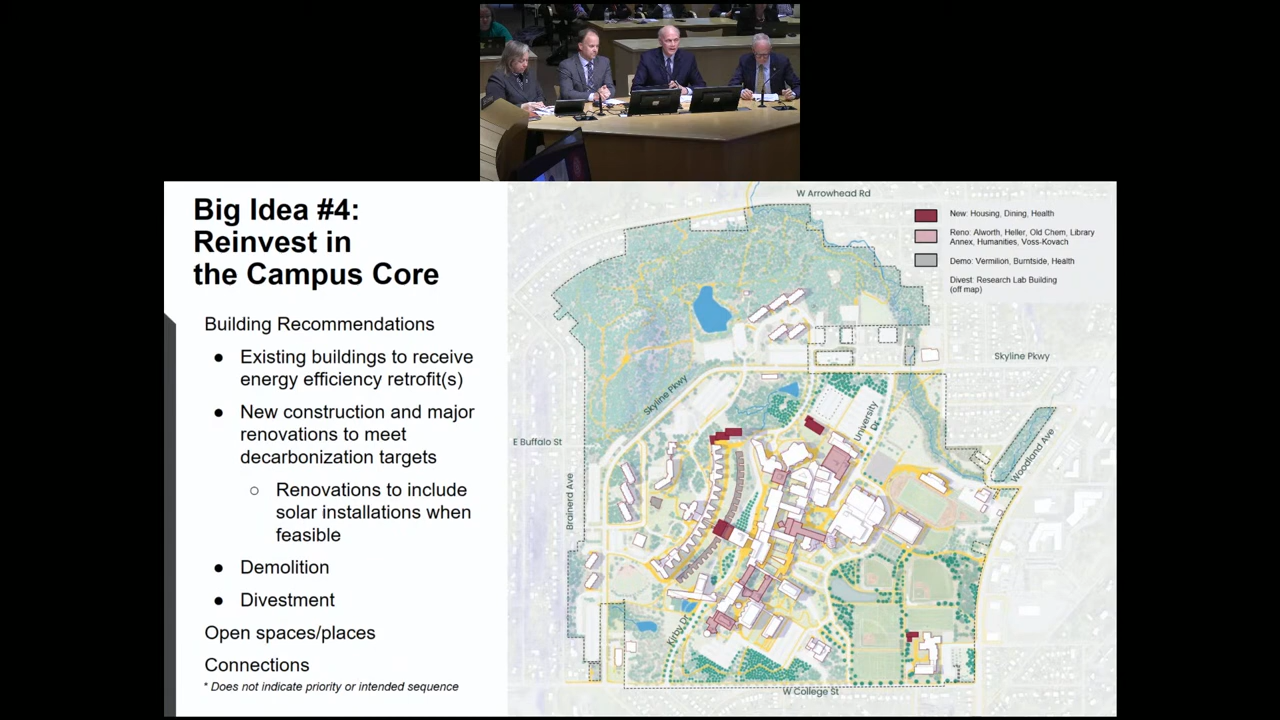 Big Idea #4:
Reinvest in
the Campus Core
Building Recommendations
● Existing buildings to receive
energy efficiency retrofit(s)
● New construction and major
renovations to meet
decarbonization targets
○ Renovations to include
solar installations when
feasible
● Demolition
● Divestment
Open spaces/places
Connections
* Does not indicate priority or intended sequence
W Arrowhead Rd
New: Housing, Dining, Health
Reno: Alworth, Heller, Old Chem, Library
Annex, Humanities, Voss-Kovach
Demo: Vermilion, Burntside, Health
Divest: Research Lab Building
(off map)
Skyline Pkwy
Skyline Pkwy
University Dr
E Buffalo St
Woodland Ave
Brainerd Ave
Kirby Dr
W College St